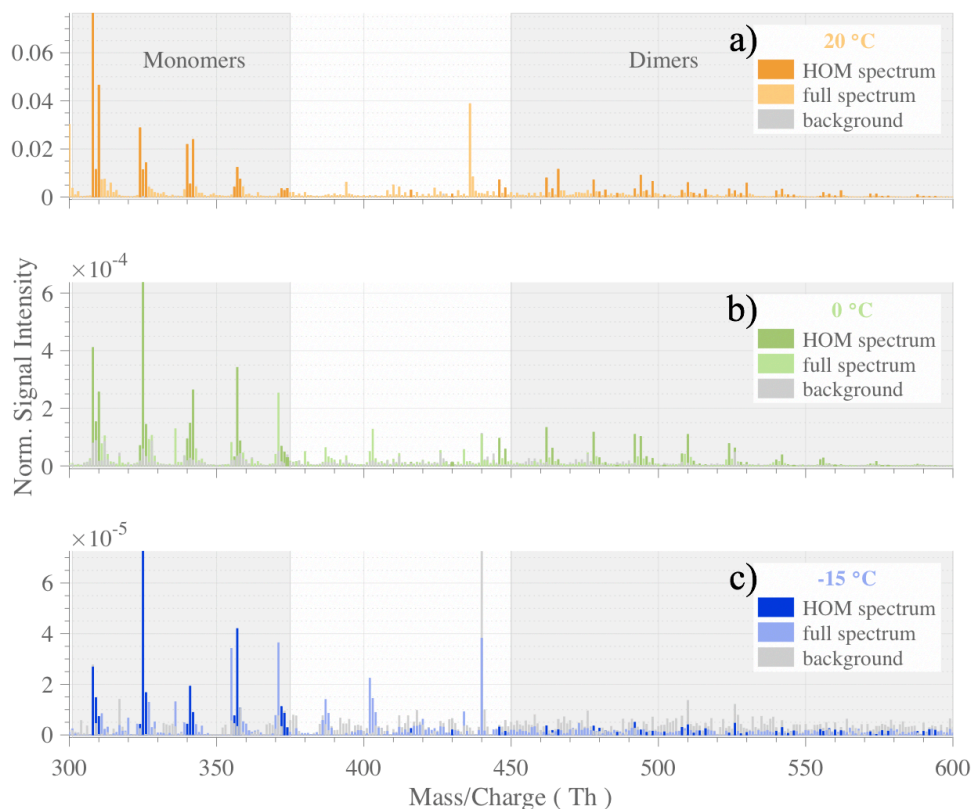 a)
20 °C
HOM spectrum
full spectrum
background
Monomers
Dimers
0.06
0.04
0.02
0
×10-4
b)
0 °C
HOM spectrum
full spectrum
background
6
4
2
0
Norm. Signal Intensity
×10-5
c)
-15 °C
HOM spectrum
full spectrum
background
6
4
2
0
300 350 400 450 500 550 600
Mass/Charge ( Th )